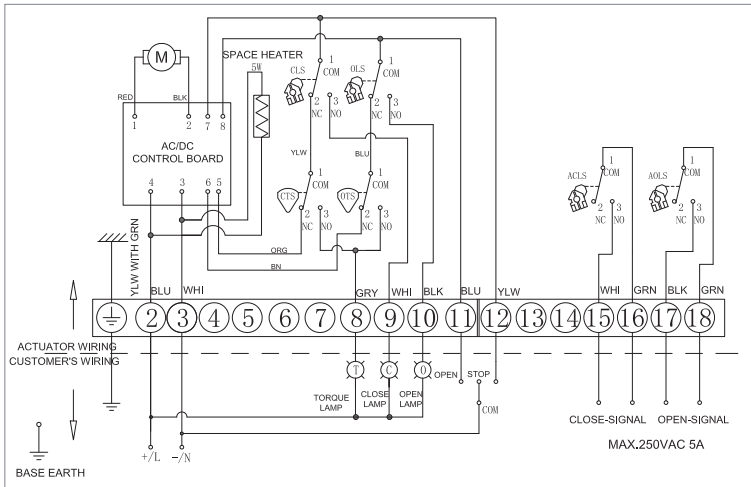 SPACE HEATER
5W
M
RED
BLK
1 2 7 8
AC/DC
CONTROL BOARD
4 3 6 5
CLS
1
COM
2
NC
3
NO
OLS
1
COM
2
NC
3
NO
YLW
BLU
CTS
1
COM
2
NC
3
NO
OTS
1
COM
2
NC
3
NO
ACLS
1
COM
2
NC
3
NO
AOLS
1
COM
2
NC
3
NO
ORG
BN
YLW WITH GRN
BLU
WHI
GRY
WHI
BLK
BLU
YLW
WHI
GRN
BLK
GRN
2 3 4 5 6 7 8 9 10 11 12 13 14 15 16 17 18
ACTUATOR WIRING
CUSTOMER'S WIRING
T
C
O
OPEN
STOP
TORQUE
LAMP
CLOSE
LAMP
OPEN
LAMP
COM
CLOSE-SIGNAL
OPEN-SIGNAL
MAX.250VAC 5A
+/L
-/N
BASE EARTH